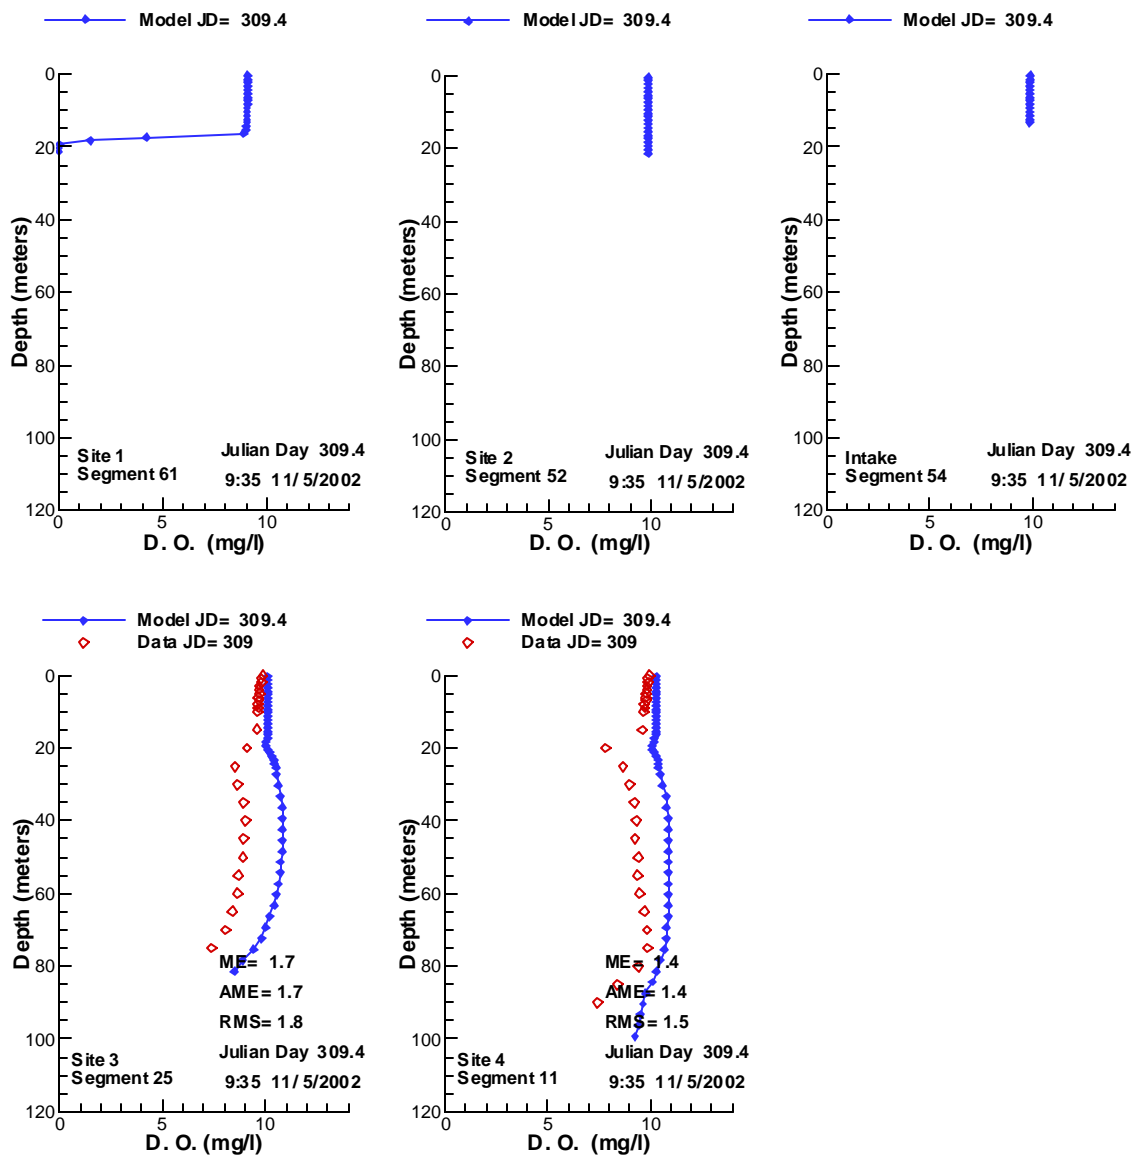 Model JD= 309.4
0
20
40
60
80
100
120
Depth (meters)
Site 1
Segment 61
Julian Day 309.4
9:35 11/5/2002
0 5 10
D. O. (mg/l)
Model JD= 309.4
0
20
40
60
80
100
120
Depth (meters)
Site 2
Segment 52
Julian Day 309.4
9:35 11/5/2002
0 5 10
D. O. (mg/l)
Model JD= 309.4
0
20
40
60
80
100
120
Depth (meters)
Intake
Segment 54
Julian Day 309.4
9:35 11/5/2002
0 5 10
D. O. (mg/l)
Model JD= 309.4
Data JD= 309
0
20
40
60
80
100
120
Depth (meters)
ME= 1.7
AME= 1.7
RMS= 1.8
Site 3
Segment 25
Julian Day 309.4
9:35 11/5/2002
0 5 10
D. O. (mg/l)
Model JD= 309.4
Data JD= 309
0
20
40
60
80
100
120
Depth (meters)
ME= 1.4
AME= 1.4
RMS= 1.5
Site 4
Segment 11
Julian Day 309.4
9:35 11/5/2002
0 5 10
D. O. (mg/l)